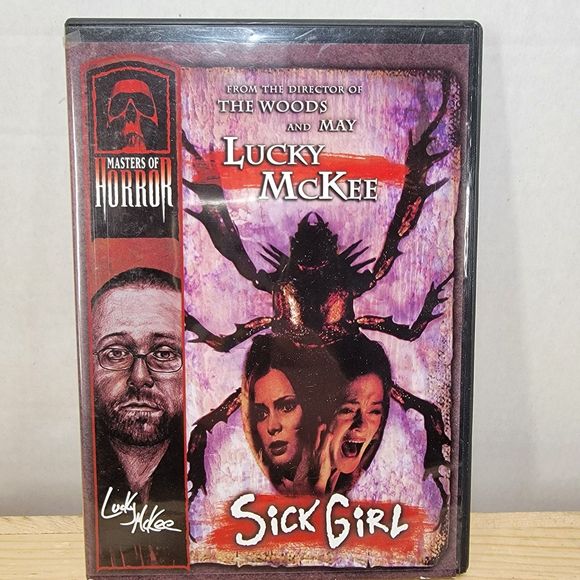 MASTERS OF
HORROR
FROM THE DIRECTOR OF
THE WOODS
AND MAY
LUCKY
MCKEE
Lucky
McKee
SICK GIRL